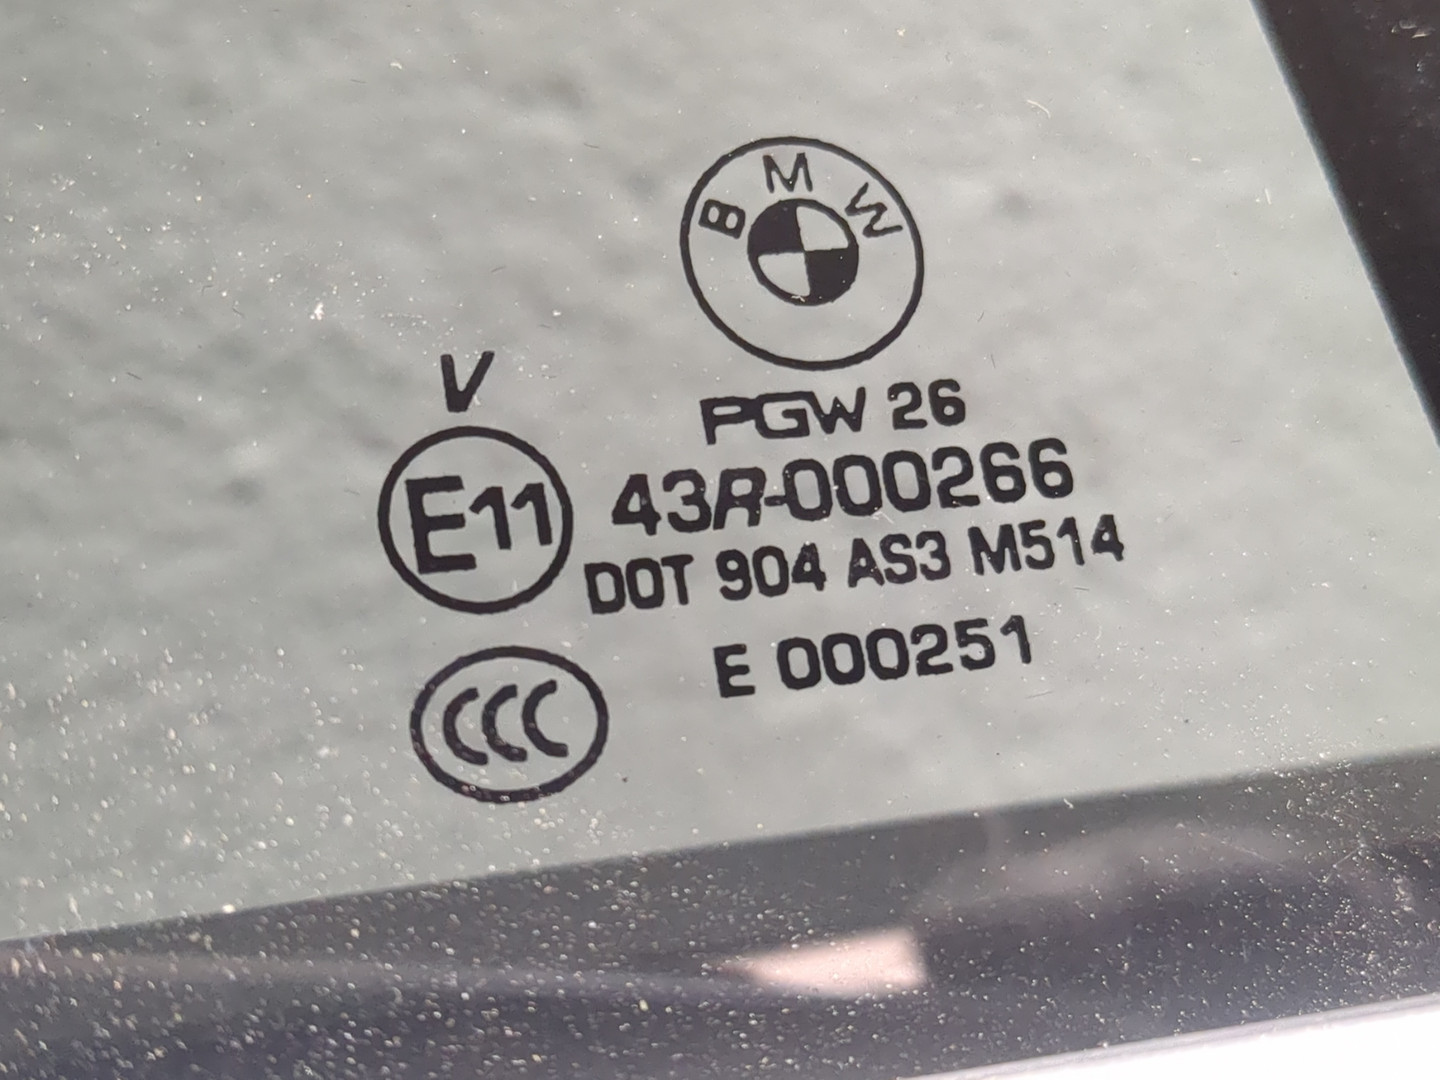 BMW
PGW 26
V
E11 43R-000266
DOT 904 AS3 M514
E 000251
CCC